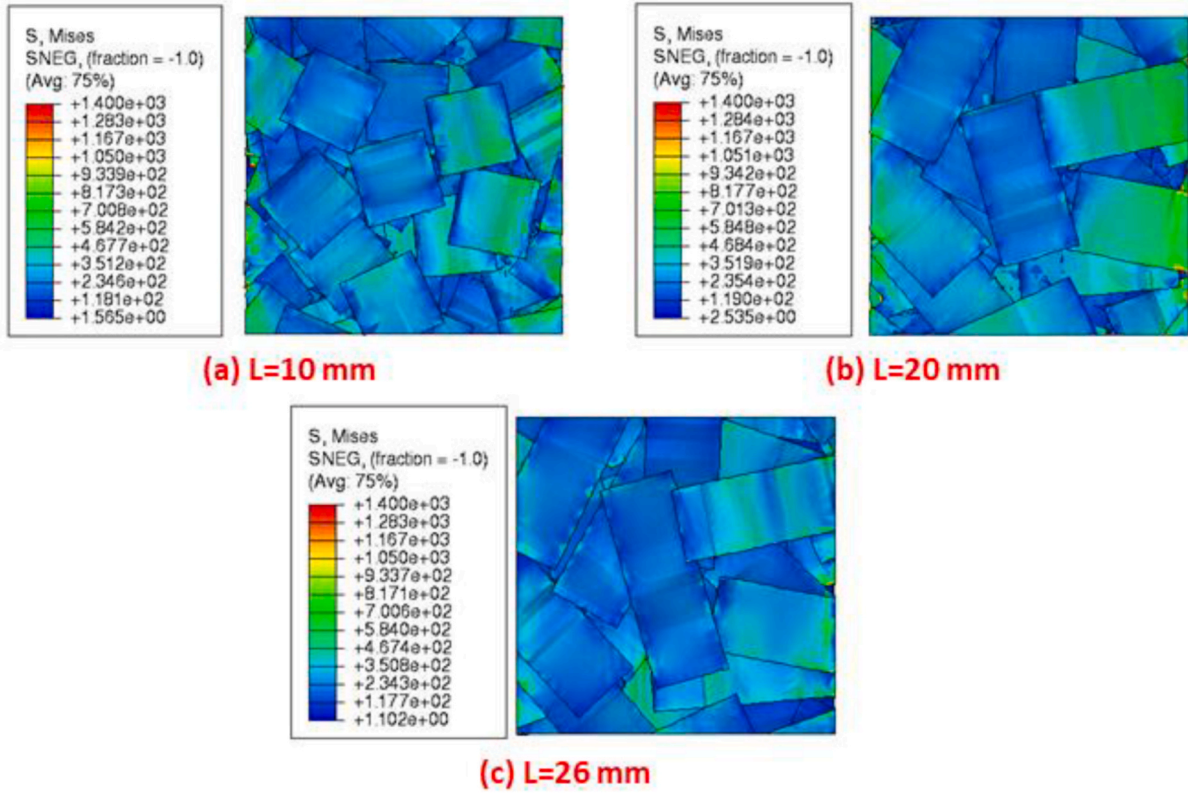 S, Mises
SNEG, (fraction = -1.0)
(Avg: 75%)
+1.400e+03
+1.283e+03
+1.167e+03
+1.050e+03
+9.339e+02
+8.173e+02
+7.008e+02
+5.842e+02
+4.677e+02
+3.512e+02
+2.346e+02
+1.181e+02
+1.565e+00
(a) L=10 mm
S, Mises
SNEG, (fraction = -1.0)
(Avg: 75%)
+1.400e+03
+1.284e+03
+1.167e+03
+1.051e+03
+9.342e+02
+8.177e+02
+7.013e+02
+5.848e+02
+4.684e+02
+3.519e+02
+2.354e+02
+1.190e+02
+2.535e+00
(b) L=20 mm
S, Mises
SNEG, (fraction = -1.0)
(Avg: 75%)
+1.400e+03
+1.283e+03
+1.167e+03
+1.050e+03
+9.337e+02
+8.171e+02
+7.006e+02
+5.840e+02
+4.674e+02
+3.508e+02
+2.343e+02
+1.177e+02
+1.102e+00
(c) L=26 mm